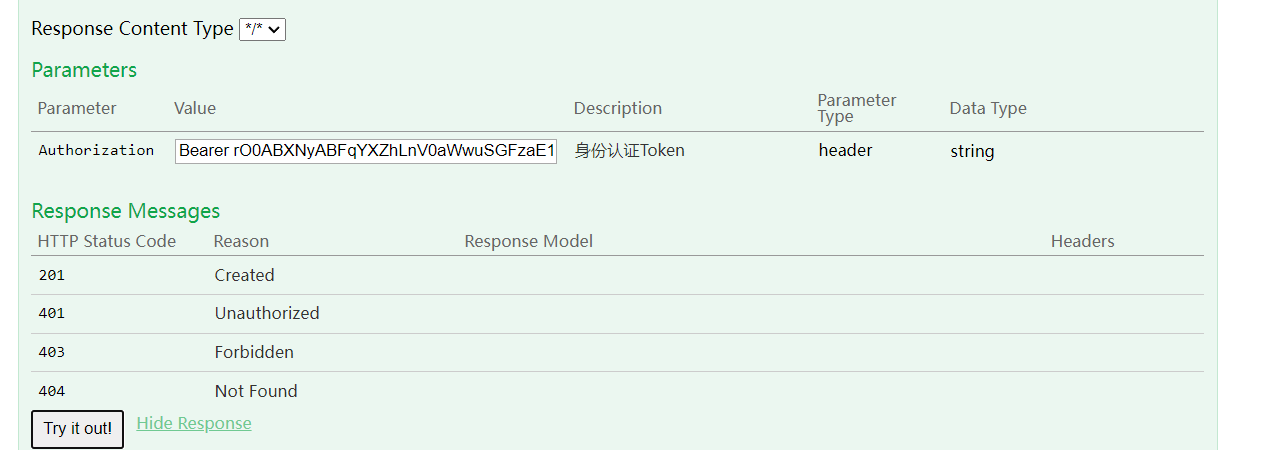 Response Content Type */*
Parameters
Parameter Value Description Parameter Type Data Type
Authorization Bearer rO0ABXNyABFqYXZhLnV0aWwuSGFzaE1 身份认证Token header string
Response Messages
HTTP Status Code Reason Response Model Headers
201 Created
401 Unauthorized
403 Forbidden
404 Not Found
Try it out! Hide Response